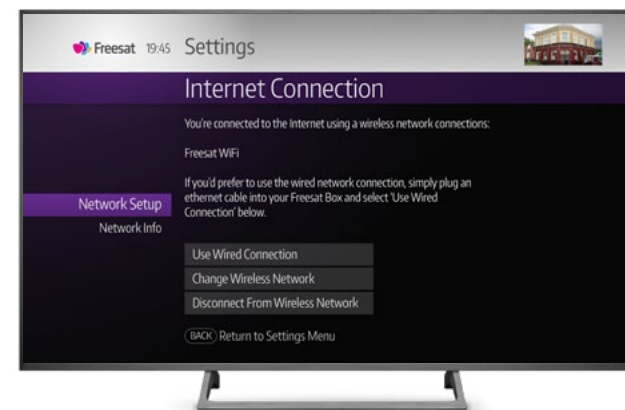 Freesat 19:45 Settings
Internet Connection
You're connected to the Internet using a wireless network connections:
Freesat WiFi
If you'd prefer to use the wired network connection, simply plug an
ethernet cable into your Freesat Box and select 'Use Wired
Connection' below.
Network Setup
Network Info
Use Wired Connection
Change Wireless Network
Disconnect From Wireless Network
BACK Return to Settings Menu